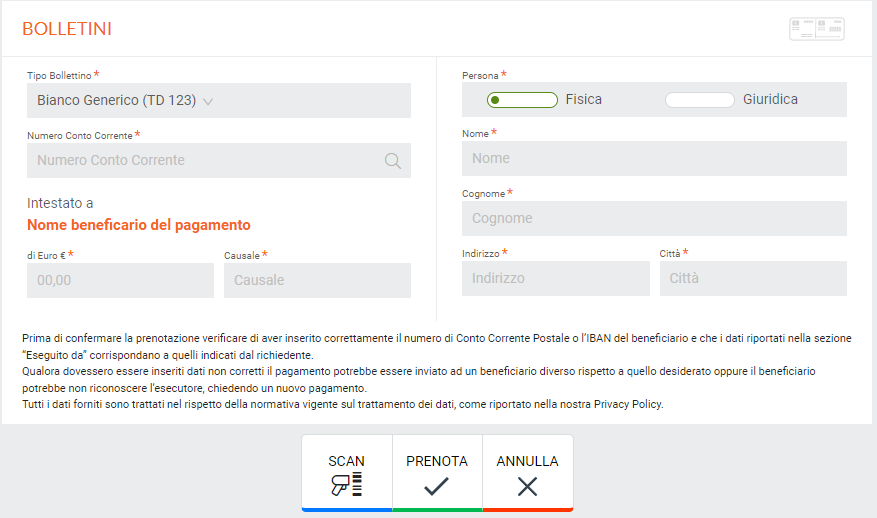 BOLLETINI
Tipo Bollettino *
Bianco Generico (TD 123)
Numero Conto Corrente *
Numero Conto Corrente
Intestato a
Nome beneficario del pagamento
di Euro € *
00,00
Causale *
Causale
Persona *
Fisica
Giuridica
Nome *
Nome
Cognome *
Cognome
Indirizzo *
Indirizzo
Città *
Città
Prima di confermare la prenotazione verificare di aver inserito correttamente il numero di Conto Corrente Postale o l’IBAN del beneficiario e che i dati riportati nella sezione
“Eseguito da” corrispondano a quelli indicati dal richiedente.
Qualora dovessero essere inseriti dati non corretti il pagamento potrebbe essere inviato ad un beneficiario diverso rispetto a quello desiderato oppure il beneficiario
potrebbe non riconoscere l’esecutore, chiedendo un nuovo pagamento.
Tutti i dati forniti sono trattati nel rispetto della normativa vigente sul trattamento dei dati, come riportato nella nostra Privacy Policy.
SCAN
PRENOTA
ANNULLA